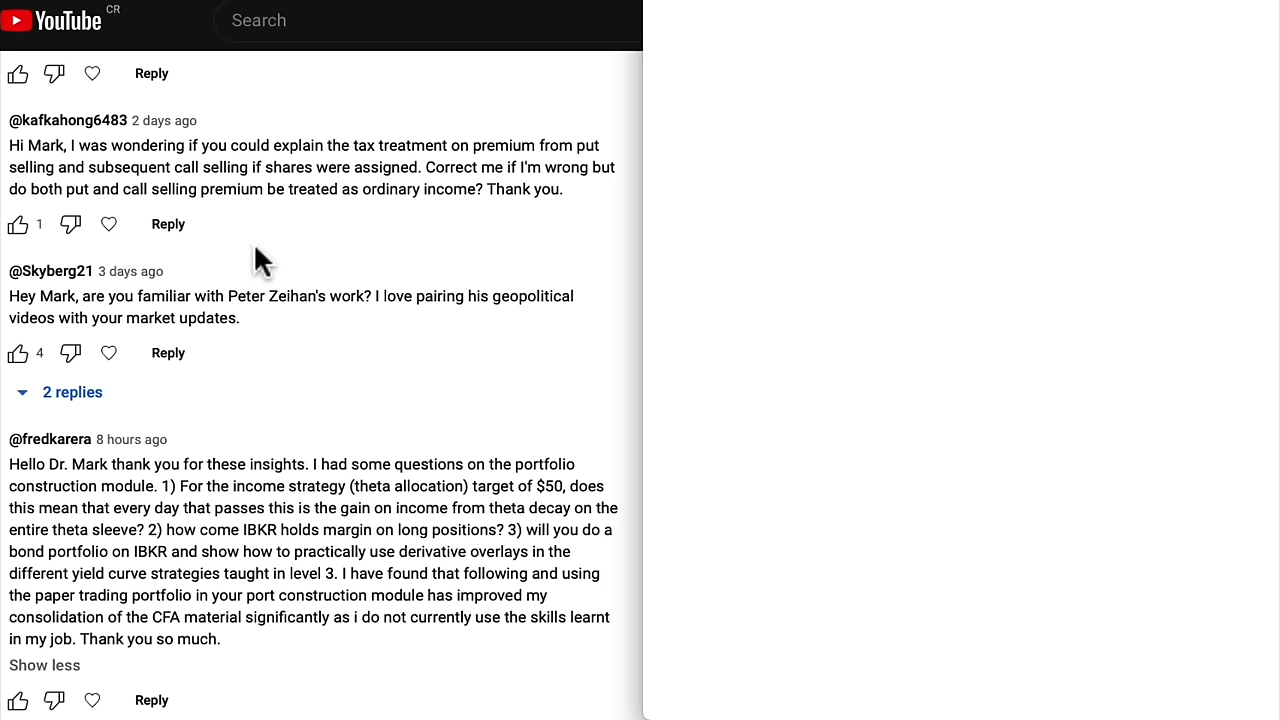 YouTube CR
Search
Reply
@kafkahong6483 2 days ago
Hi Mark, I was wondering if you could explain the tax treatment on premium from put
selling and subsequent call selling if shares were assigned. Correct me if I'm wrong but
do both put and call selling premium be treated as ordinary income? Thank you.
1 Reply
@Skyberg21 3 days ago
Hey Mark, are you familiar with Peter Zeihan's work? I love pairing his geopolitical
videos with your market updates.
4 Reply
2 replies
@fredkarera 8 hours ago
Hello Dr. Mark thank you for these insights. I had some questions on the portfolio
construction module. 1) For the income strategy (theta allocation) target of $50, does
this mean that every day that passes this is the gain on income from theta decay on the
entire theta sleeve? 2) how come IBKR holds margin on long positions? 3) will you do a
bond portfolio on IBKR and show how to practically use derivative overlays in the
different yield curve strategies taught in level 3. I have found that following and using
the paper trading portfolio in your port construction module has improved my
consolidation of the CFA material significantly as i do not currently use the skills learnt
in my job. Thank you so much.
Show less
Reply